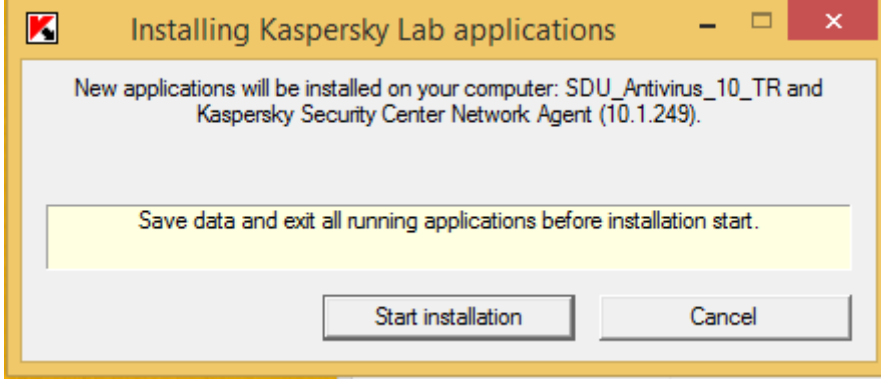 Installing Kaspersky Lab applications
New applications will be installed on your computer: SDU_Antivirus_10_TR and
Kaspersky Security Center Network Agent (10.1.249).
Save data and exit all running applications before installation start.
Start installation
Cancel